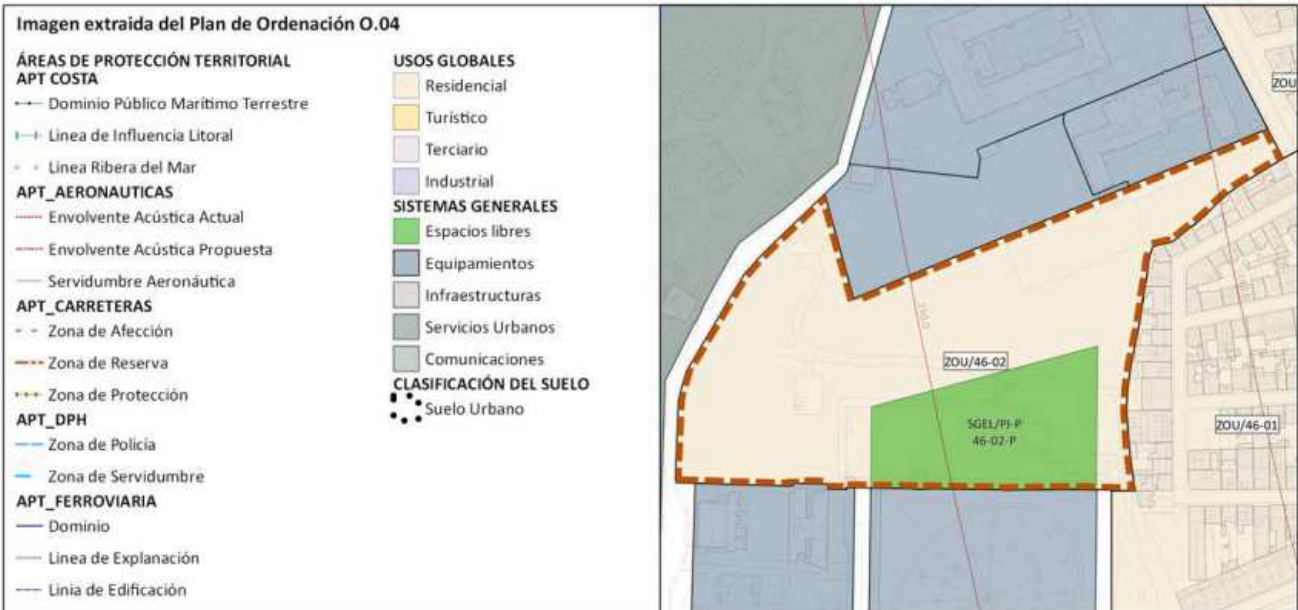 Imagen extraida del Plan de Ordenación O.04
ÁREAS DE PROTECCIÓN TERRITORIAL
APT COSTA
Dominio Público Marítimo Terrestre
Linea de Influencia Litoral
Linea Ribera del Mar
APT_AERONAUTICAS
Envolvente Acústica Actual
Envolvente Acústica Propuesta
Servidumbre Aeronáutica
APT_CARRETERAS
Zona de Afección
Zona de Reserva
Zona de Protección
APT_DPH
Zona de Policía
Zona de Servidumbre
APT_FERROVIARIA
Dominio
Linea de Explanación
Linia de Edificación
USOS GLOBALES
Residencial
Turístico
Terciario
Industrial
SISTEMAS GENERALES
Espacios libres
Equipamientos
Infraestructuras
Servicios Urbanos
Comunicaciones
CLASIFICACIÓN DEL SUELO
Suelo Urbano
ZOU
ZOU/46-02
SGEL/PJ-P
46-02-P
ZOU/46-01